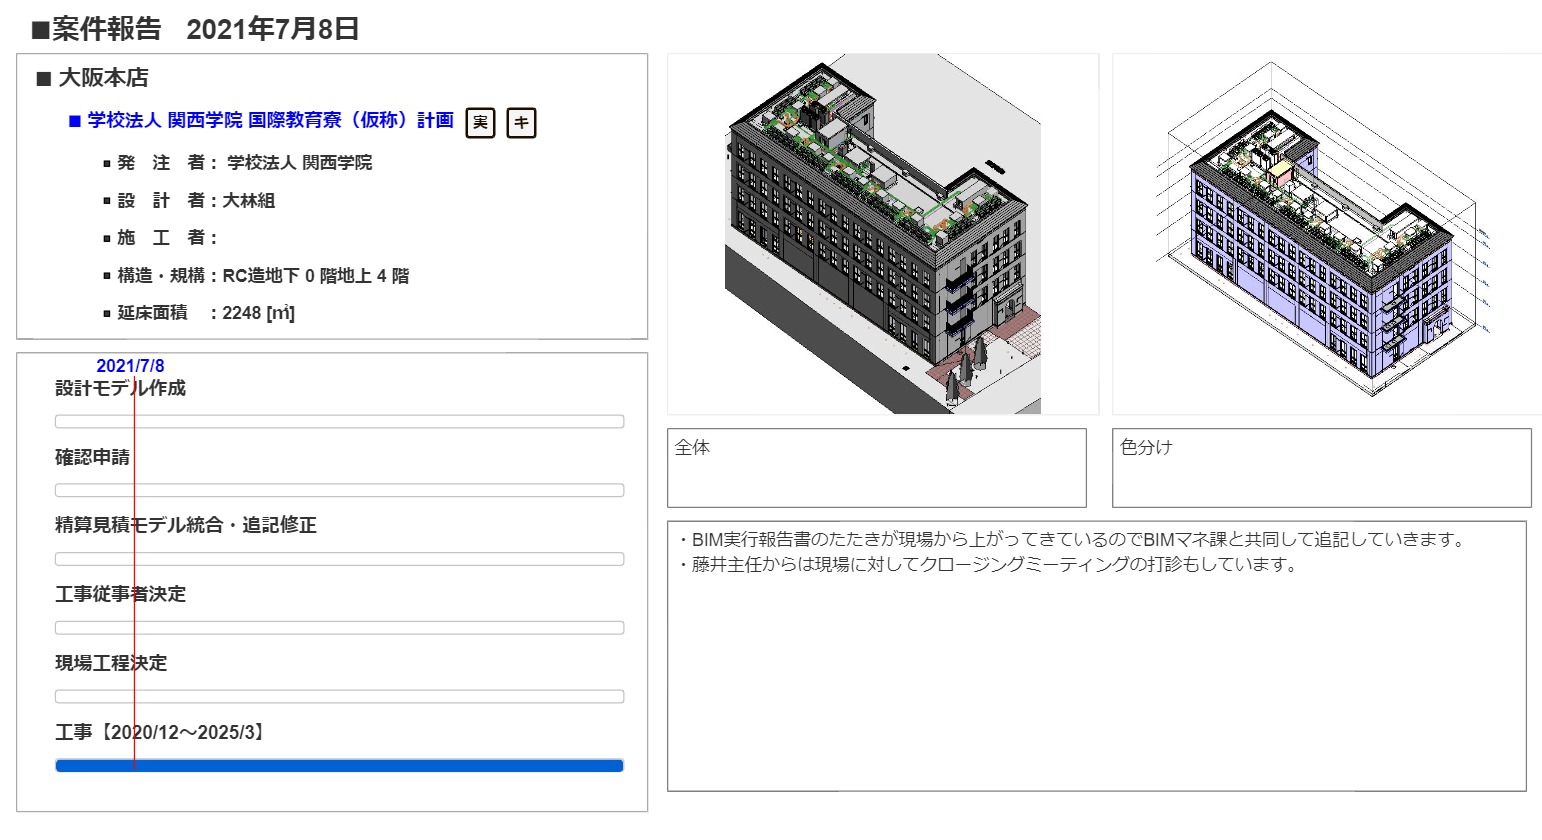 ■案件報告 2021年7月8日
■ 大阪本店
■ 学校法人 関西学院 国際教育寮（仮称）計画 実 キ
▪ 発 注 者： 学校法人 関西学院
▪ 設 計 者：大林組
▪ 施 工 者：
▪ 構造・規構：RC造地下 0 階地上 4 階
▪ 延床面積 ：2248 [㎡]
2021/7/8
設計モデル作成
確認申請
精算見積モデル統合・追記修正
工事従事者決定
現場工程決定
工事【2020/12～2025/3】
全体
色分け
・BIM実行報告書のたたきが現場から上がってきているのでBIMマネ課と共同して追記していきます。
・藤井主任からは現場に対してクロージングミーティングの打診もしています。